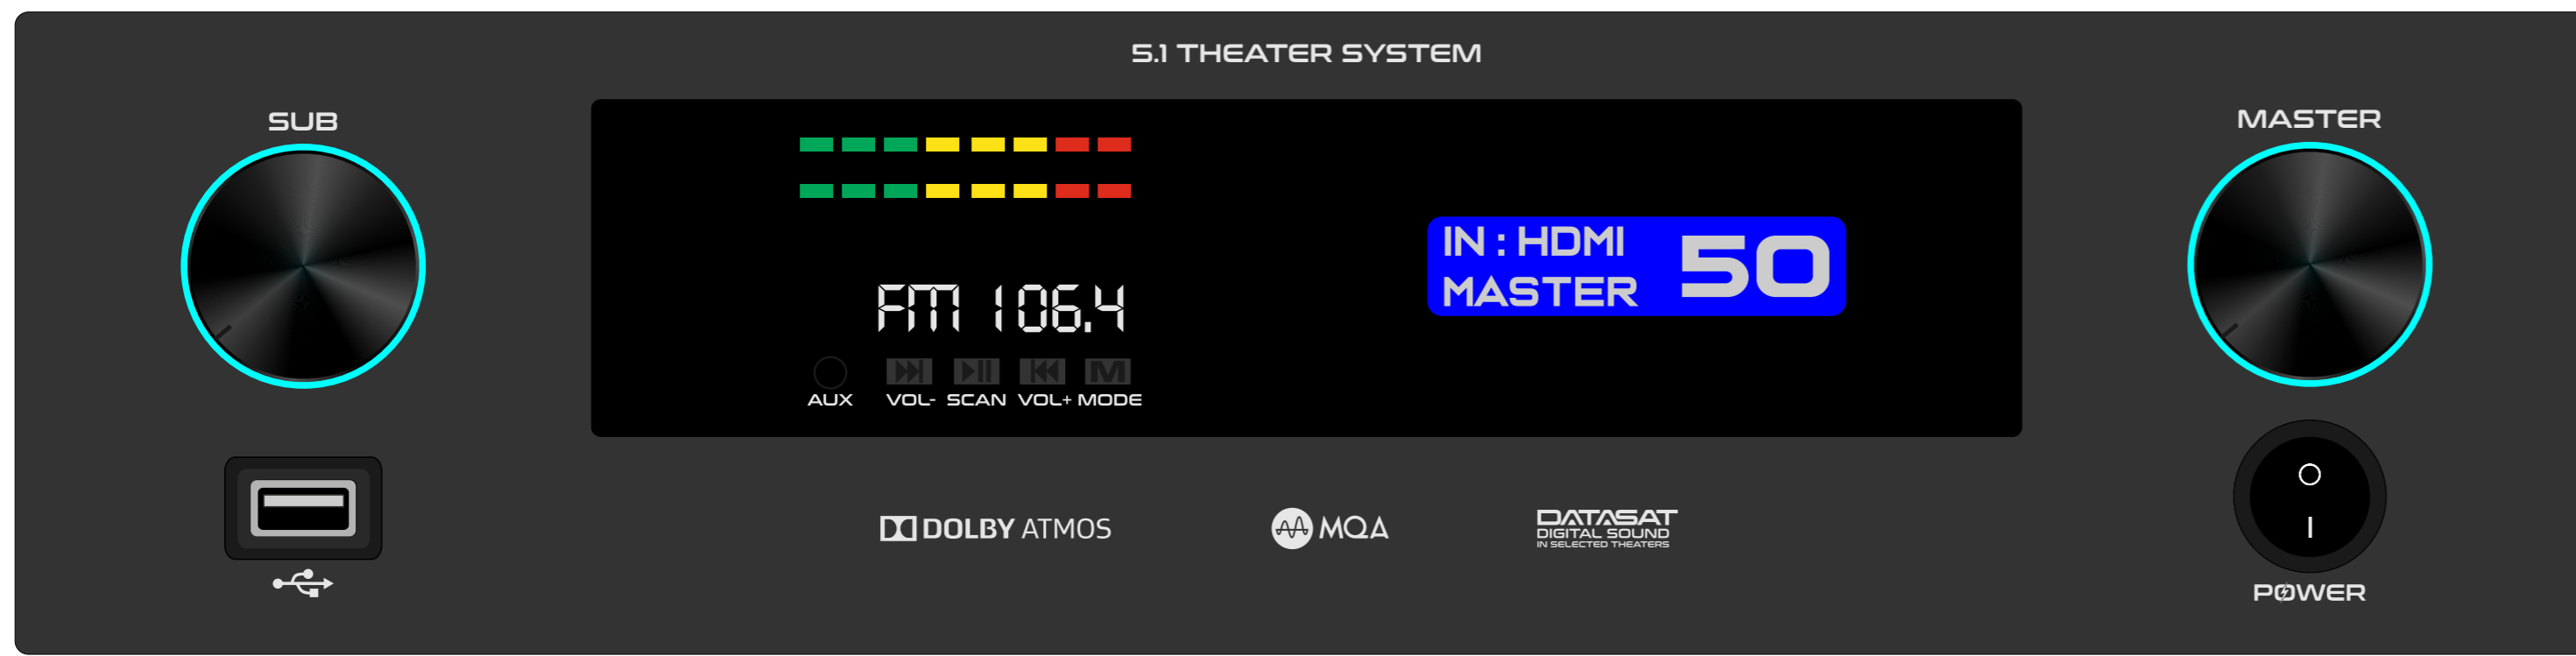 5.1 THEATER SYSTEM
SUB
MASTER
IN : HDMI
MASTER
50
FM 106.4
M
AUX VOL- SCAN VOL+ MODE
DOLBY ATMOS
MQA
DATASAT
DIGITAL SOUND
IN SELECTED THEATERS
POWER